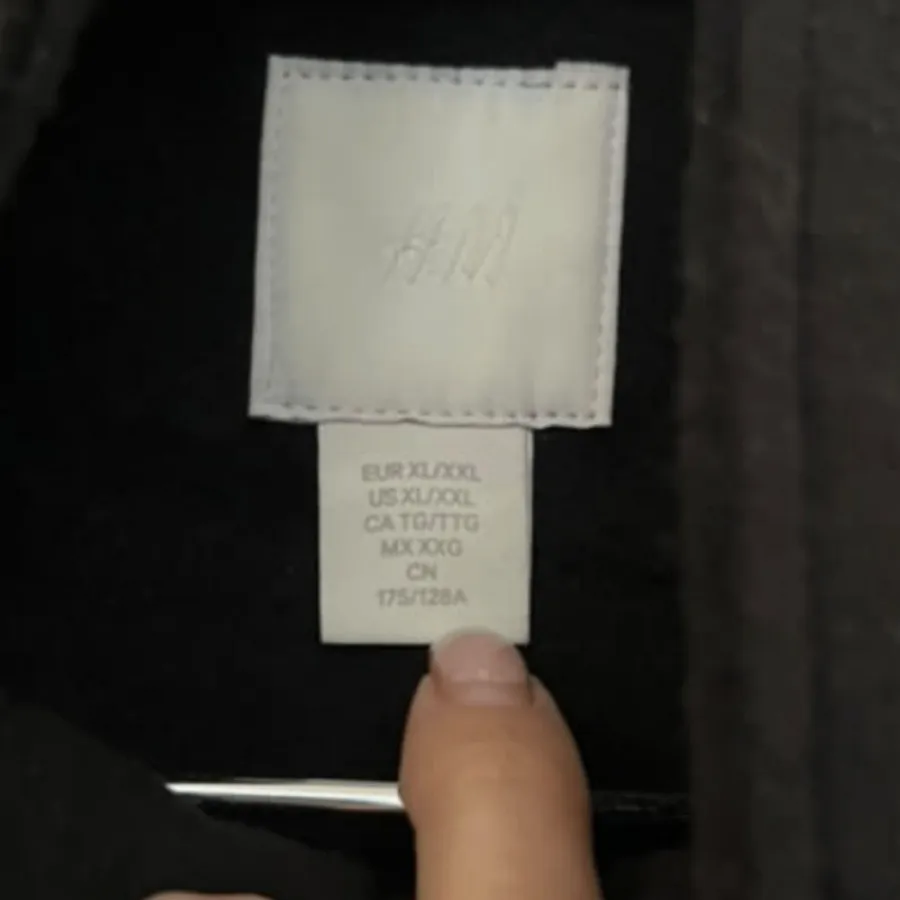 H&M
EUR XL/XXL
US XL/XXL
CA TG/TTG
MX XXG
CN
175/128A